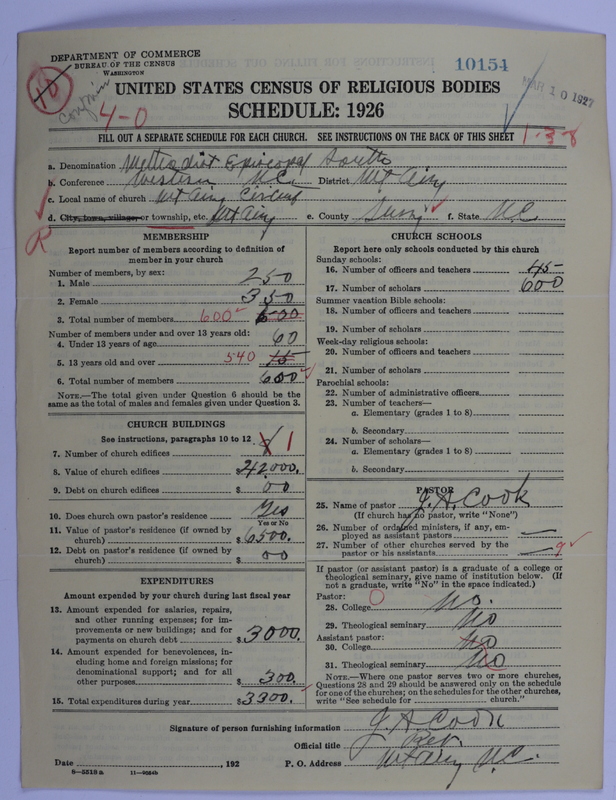 DEPARTMENT OF COMMERCE
BUREAU OF THE CENSUS
WASHINGTON
10154
MAR 10 1927
10
4-0
UNITED STATES CENSUS OF RELIGIOUS BODIES
SCHEDULE: 1926
FILL OUT A SEPARATE SCHEDULE FOR EACH CHURCH. SEE INSTRUCTIONS ON THE BACK OF THIS SHEET
1-3-8
a. Denomination Methodist Episcopal South
b. Conference Western N.C. District Mt Airy
c. Local name of church Mt Airy Circuit
d. City, town, village, or township, etc. Mt Airy e. County Surry f. State N.C.
R
MEMBERSHIP
Report number of members according to definition of
member in your church
Number of members, by sex:
1. Male 250
2. Female 350
3. Total number of members 600 600
Number of members under and over 13 years old:
4. Under 13 years of age 60
5. 13 years old and over 540
6. Total number of members 600
NOTE.—The total given under Question 6 should be
same as the total of males and females given under Question 3.
CHURCH BUILDINGS
See instructions, paragraphs 10 to 12
7. Number of church edifices 8 1
8. Value of church edifices $42000.
9. Debt on church edifices $ 00
10. Does church own pastor's residence Yes
Yes or No
11. Value of pastor's residence (if owned by
church) $6500.
12. Debt on pastor's residence (if owned by
church) $ 00
EXPENDITURES
Amount expended by your church during last fiscal year
13. Amount expended for salaries, repairs,
and other running expenses; for im-
provements or new buildings; and for
payments on church debt $3000.
14. Amount expended for benevolences, in-
cluding home and foreign missions; for
denominational support; and for all
other purposes $ 300.
15. Total expenditures during year $3300.
CHURCH SCHOOLS
Report here only schools conducted by this church
Sunday schools:
16. Number of officers and teachers 45
17. Number of scholars 600
Summer vacation Bible schools:
18. Number of officers and teachers
19. Number of scholars
Week-day religious schools:
20. Number of officers and teachers
21. Number of scholars
Parochial schools:
22. Number of administrative officers
23. Number of teachers—
a. Elementary (grades 1 to 8)
b. Secondary
24. Number of scholars—
a. Elementary (grades 1 to 8)
b. Secondary
PASTOR
25. Name of pastor J. A. Cook
(If church has no pastor, write "None")
26. Number of ordained ministers, if any, em-
ployed as assistant pastors —
27. Number of other churches served by the
pastor or his assistants — 9
If pastor (or assistant pastor) is a graduate of a college or
theological seminary, give name of institution below. (If
not a graduate, write "No" in the space indicated.)
Pastor:
28. College No.
29. Theological seminary No
Assistant pastor:
30. College No
31. Theological seminary No
NOTE.—Where one pastor serves two or more churches,
Questions 28 and 29 should be answered only on the schedule
for one of the churches; on the schedules for the other churches,
write "See schedule for church."
Signature of person furnishing information J. A Cook
Official title
Date , 192 P. O. Address Mt Airy N.C.
8-5518a 11-9554b